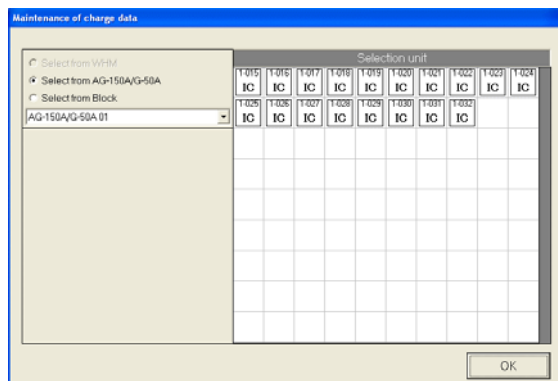 Maintenance of charge data
Select from WHM
Select from AG-150A/G-50A
Select from Block
AG-150A/G-50A 01
Selection unit
1-015 1-016 1-017 1-018 1-019 1-020 1-021 1-022 1-023 1-024
IC IC IC IC IC IC IC IC IC IC
1-025 1-026 1-027 1-028 1-029 1-030 1-031 1-032
IC IC IC IC IC IC IC IC
OK